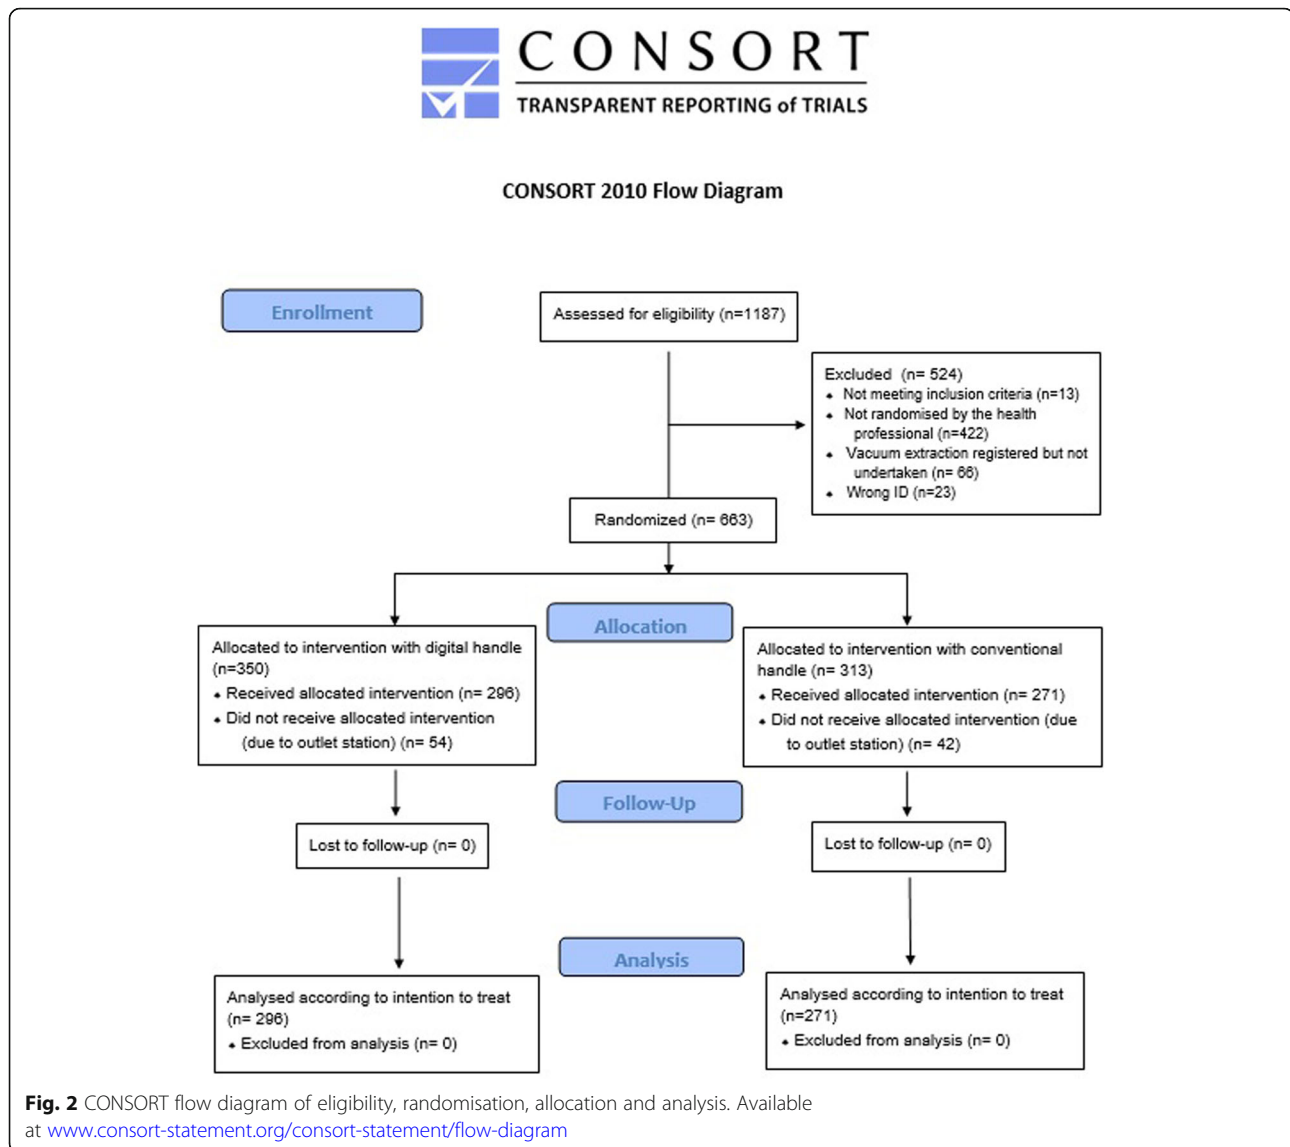 CONSORT
TRANSPARENT REPORTING of TRIALS
CONSORT 2010 Flow Diagram
Enrollment
Assessed for eligibility (n=1187)
Excluded (n= 524)
♦ Not meeting inclusion criteria (n=13)
♦ Not randomised by the health
professional (n=422)
♦ Vacuum extraction registered but not
undertaken (n= 66)
♦ Wrong ID (n=23)
Randomized (n= 663)
Allocation
Allocated to intervention with digital handle
(n=350)
♦ Received allocated intervention (n= 296)
♦ Did not receive allocated intervention
(due to outlet station) (n= 54)
Allocated to intervention with conventional
handle (n= 313)
♦ Received allocated intervention (n= 271)
♦ Did not receive allocated intervention (due
to outlet station) (n= 42)
Follow-Up
Lost to follow-up (n= 0)
Lost to follow-up (n= 0)
Analysis
Analysed according to intention to treat
(n= 296)
♦ Excluded from analysis (n= 0)
Analysed according to intention to treat
(n=271)
♦ Excluded from analysis (n= 0)
Fig. 2 CONSORT flow diagram of eligibility, randomisation, allocation and analysis. Available
at www.consort-statement.org/consort-statement/flow-diagram